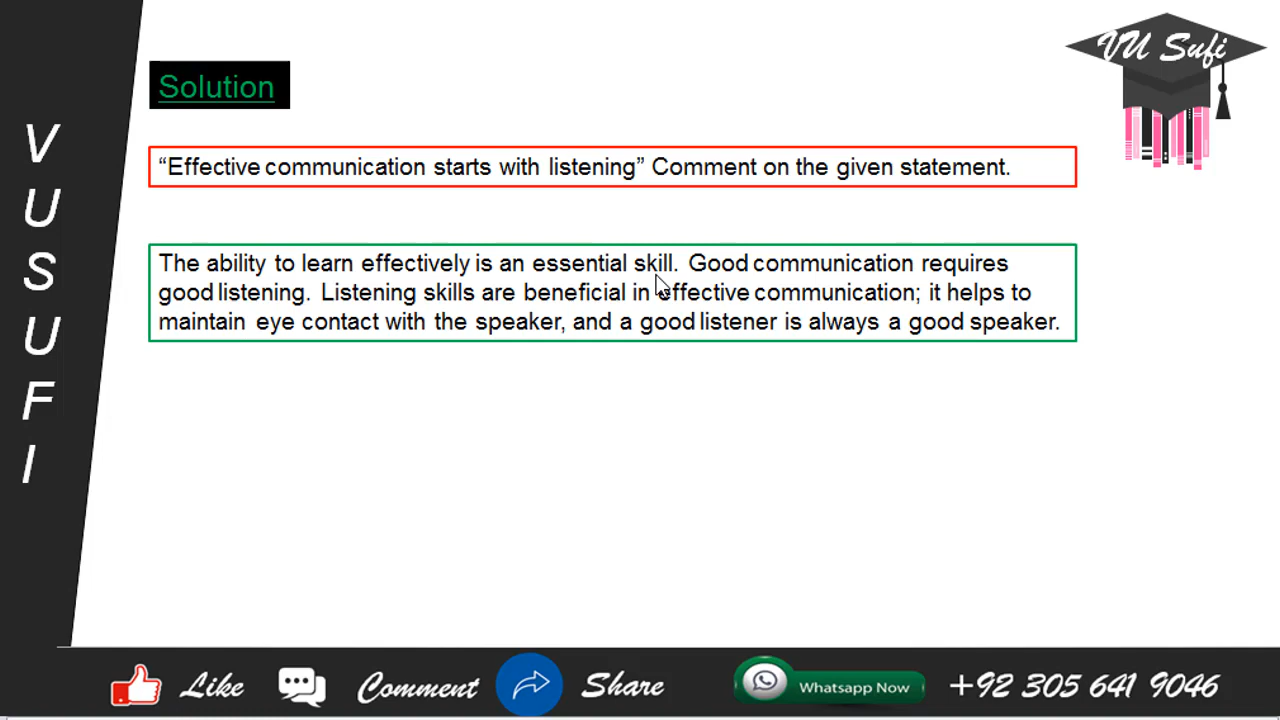 VU Sufi
V
U
S
U
F
I
Solution
“Effective communication starts with listening” Comment on the given statement.
The ability to learn effectively is an essential skill. Good communication requires
good listening. Listening skills are beneficial in effective communication; it helps to
maintain eye contact with the speaker, and a good listener is always a good speaker.
Like Comment Share Whatsapp Now +92 305 641 9046